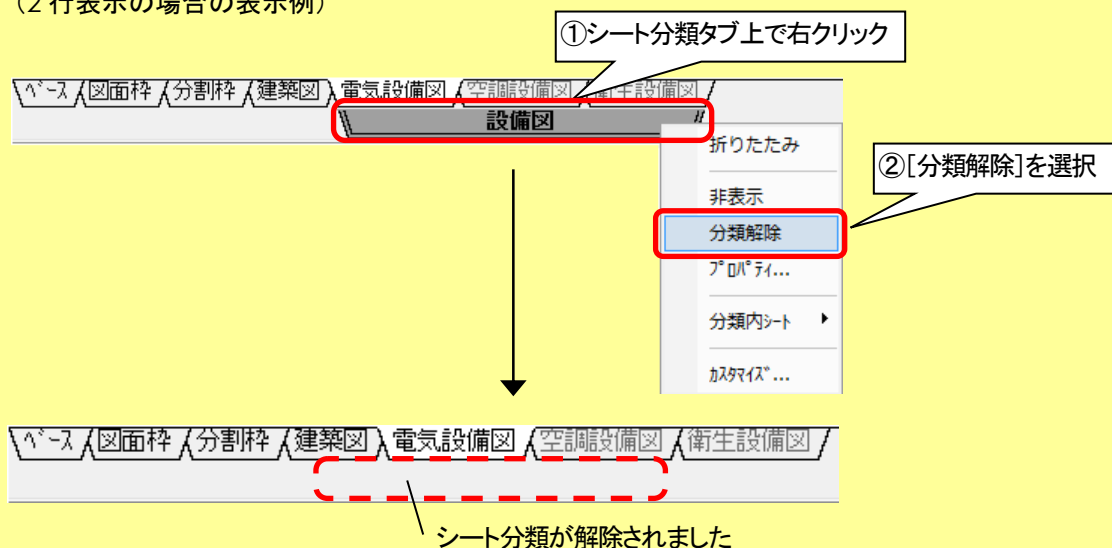 （2 行表示の場合の表示例）
①シート分類タブ上で右クリック
ﾍﾞｰｽ 図面枠 分割枠 建築図 電気設備図 空調設備図 衛生設備図
設備図
折りたたみ
②[分類解除]を選択
非表示
分類解除
ﾌﾟﾛﾊﾟﾃｨ...
分類内ｼｰﾄ
ｶｽﾀﾏｲｽﾞ...
ﾍﾞｰｽ 図面枠 分割枠 建築図 電気設備図 空調設備図 衛生設備図
シート分類が解除されました